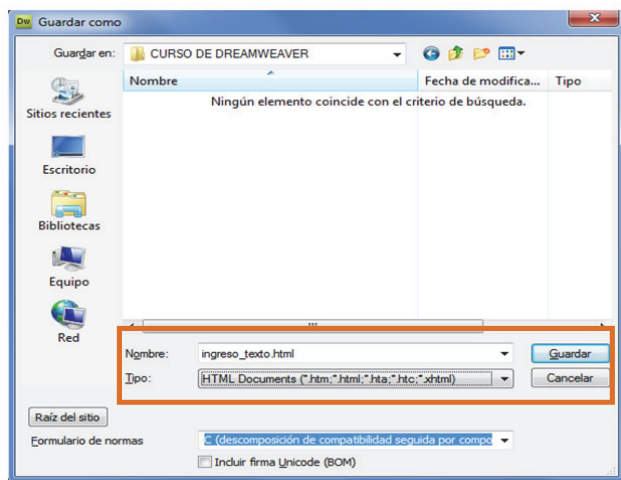 Dw Guardar como
Guardar en: CURSO DE DREAMWEAVER
Nombre Fecha de modifica... Tipo
Ningún elemento coincide con el criterio de búsqueda.
Sitios recientes
Escritorio
Bibliotecas
Equipo
Red
Nombre: ingreso_texto.html Guardar
Tipo: HTML Documents (*.htm;*.html;*.hta;*.htc;*.xhtml) Cancelar
Raíz del sitio
Formulario de normas C (descomposición de compatibilidad seguida por compo
Incluir firma Unicode (BOM)